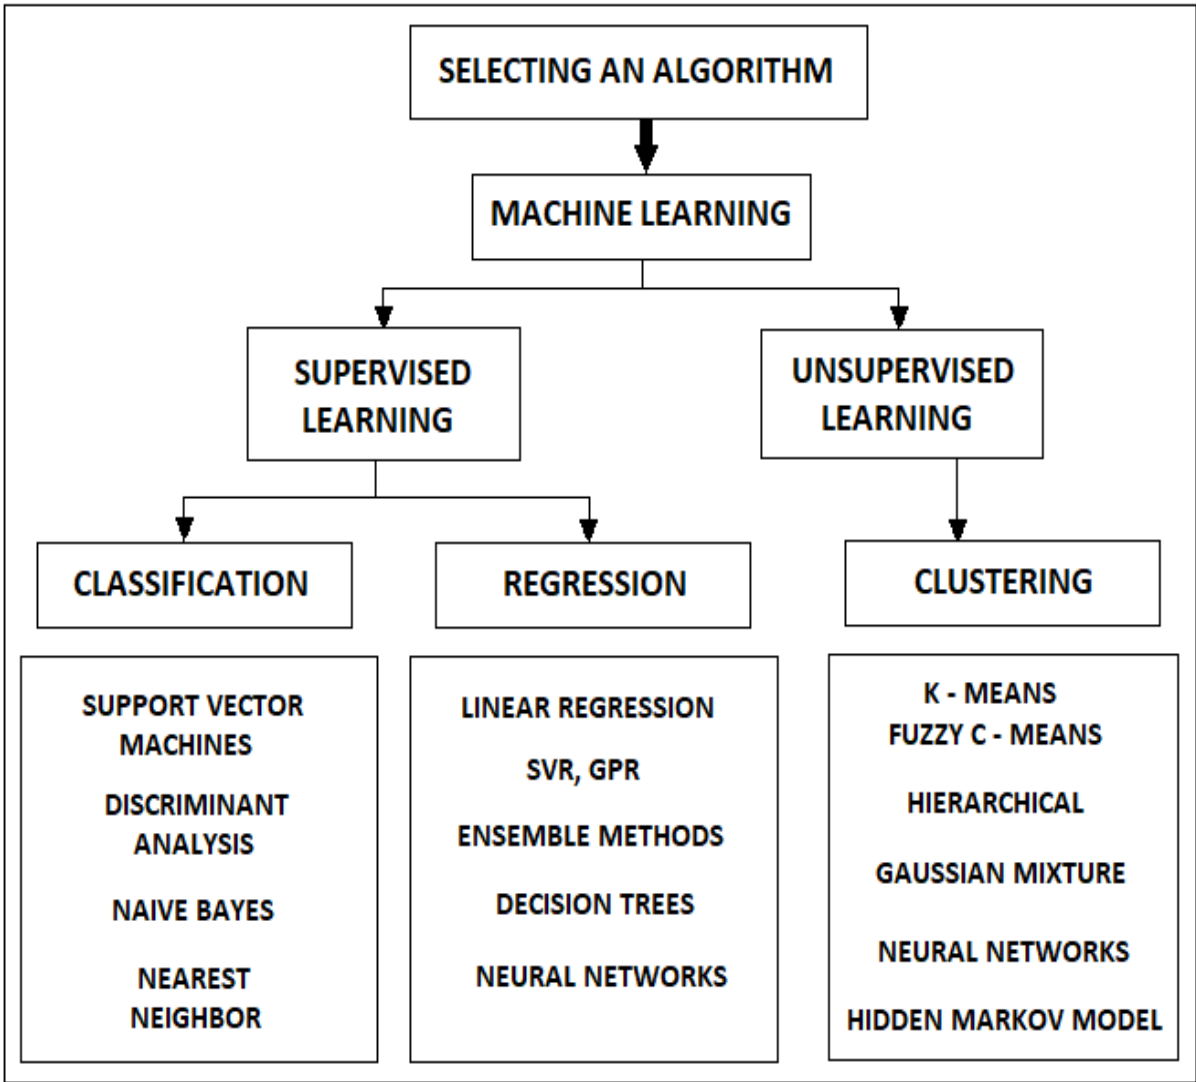 SELECTING AN ALGORITHM
MACHINE LEARNING
SUPERVISED
LEARNING
UNSUPERVISED
LEARNING
CLASSIFICATION
REGRESSION
CLUSTERING
SUPPORT VECTOR
MACHINES
DISCRIMINANT
ANALYSIS
NAIVE BAYES
NEAREST
NEIGHBOR
LINEAR REGRESSION
SVR, GPR
ENSEMBLE METHODS
DECISION TREES
NEURAL NETWORKS
K - MEANS
FUZZY C - MEANS
HIERARCHICAL
GAUSSIAN MIXTURE
NEURAL NETWORKS
HIDDEN MARKOV MODEL